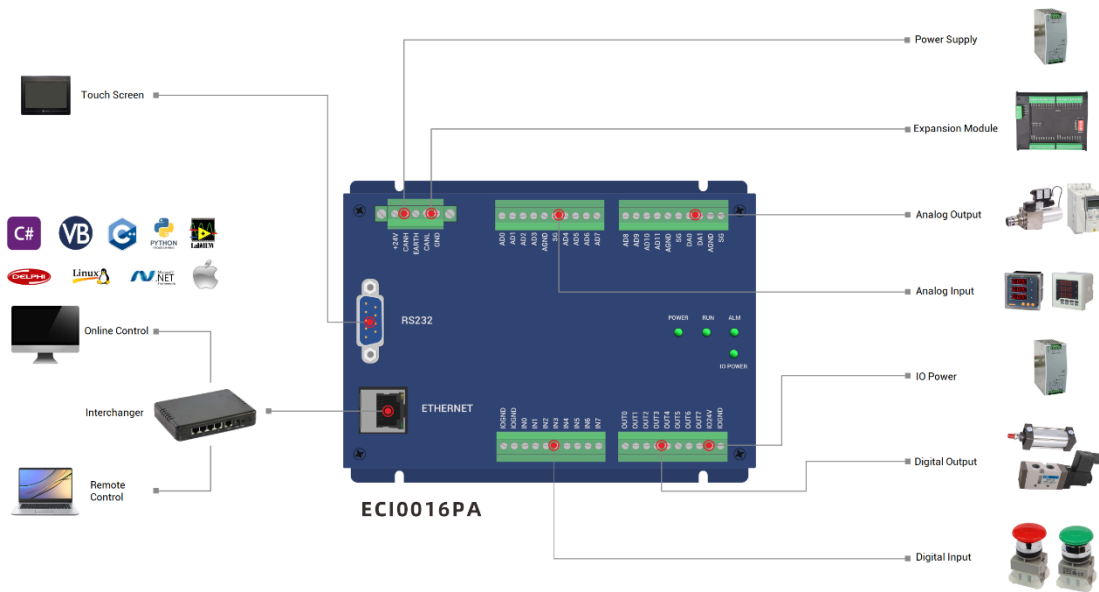 Power Supply
Touch Screen
Expansion Module
C#
VB
C
PYTHON
LabVIEW
DELPHI
Linux
Microsoft
.NET
Framework
Analog Output
+24V
CANH
EARTH
CANL
GND
AD0
AD1
AD2
AD3
AGND
SG
AD4
AD5
AD6
AD7
AD8
AD9
AD10
AD11
AGND
SG
DA0
DA1
AGND
SG
Analog Input
RS232
POWER
RUN
ALM
IO POWER
Online Control
IO Power
Interchanger
ETHERNET
IOGND
IOGND
IN0
IN1
IN2
IN3
IN4
IN5
IN6
IN7
OUT0
OUT1
OUT2
OUT3
OUT4
OUT5
OUT6
OUT7
IO24V
IOGND
Digital Output
Remote
Control
ECI0016PA
Digital Input